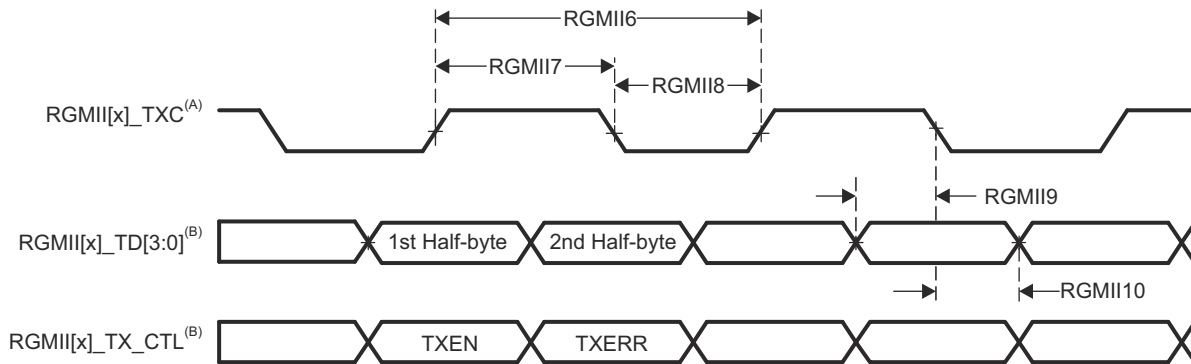 RGMII6
RGMII7
RGMII8
RGMII[x]_TXC(A)
RGMII9
RGMII[x]_TD[3:0](B)
1st Half-byte
2nd Half-byte
RGMII10
RGMII[x]_TX_CTL(B)
TXEN
TXERR